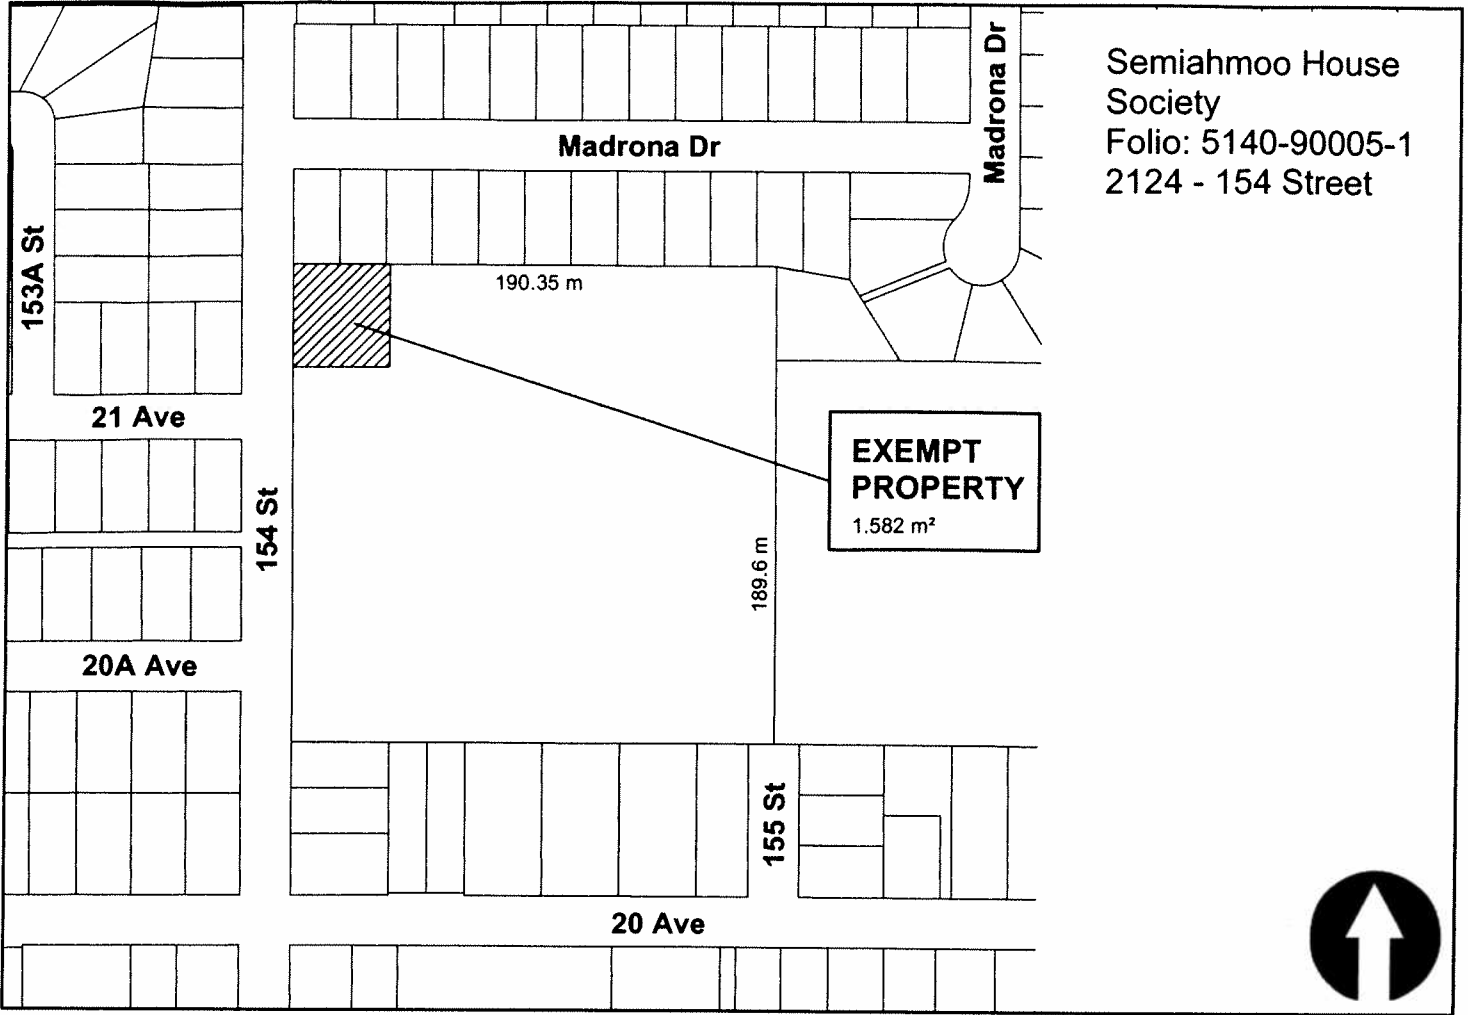 Madrona Dr
Madrona Dr
Semiahmoo House
Society
Folio: 5140-90005-1
2124 - 154 Street
153A St
190.35 m
21 Ave
154 St
EXEMPT
PROPERTY
1.582 m²
189.6 m
20A Ave
155 St
20 Ave